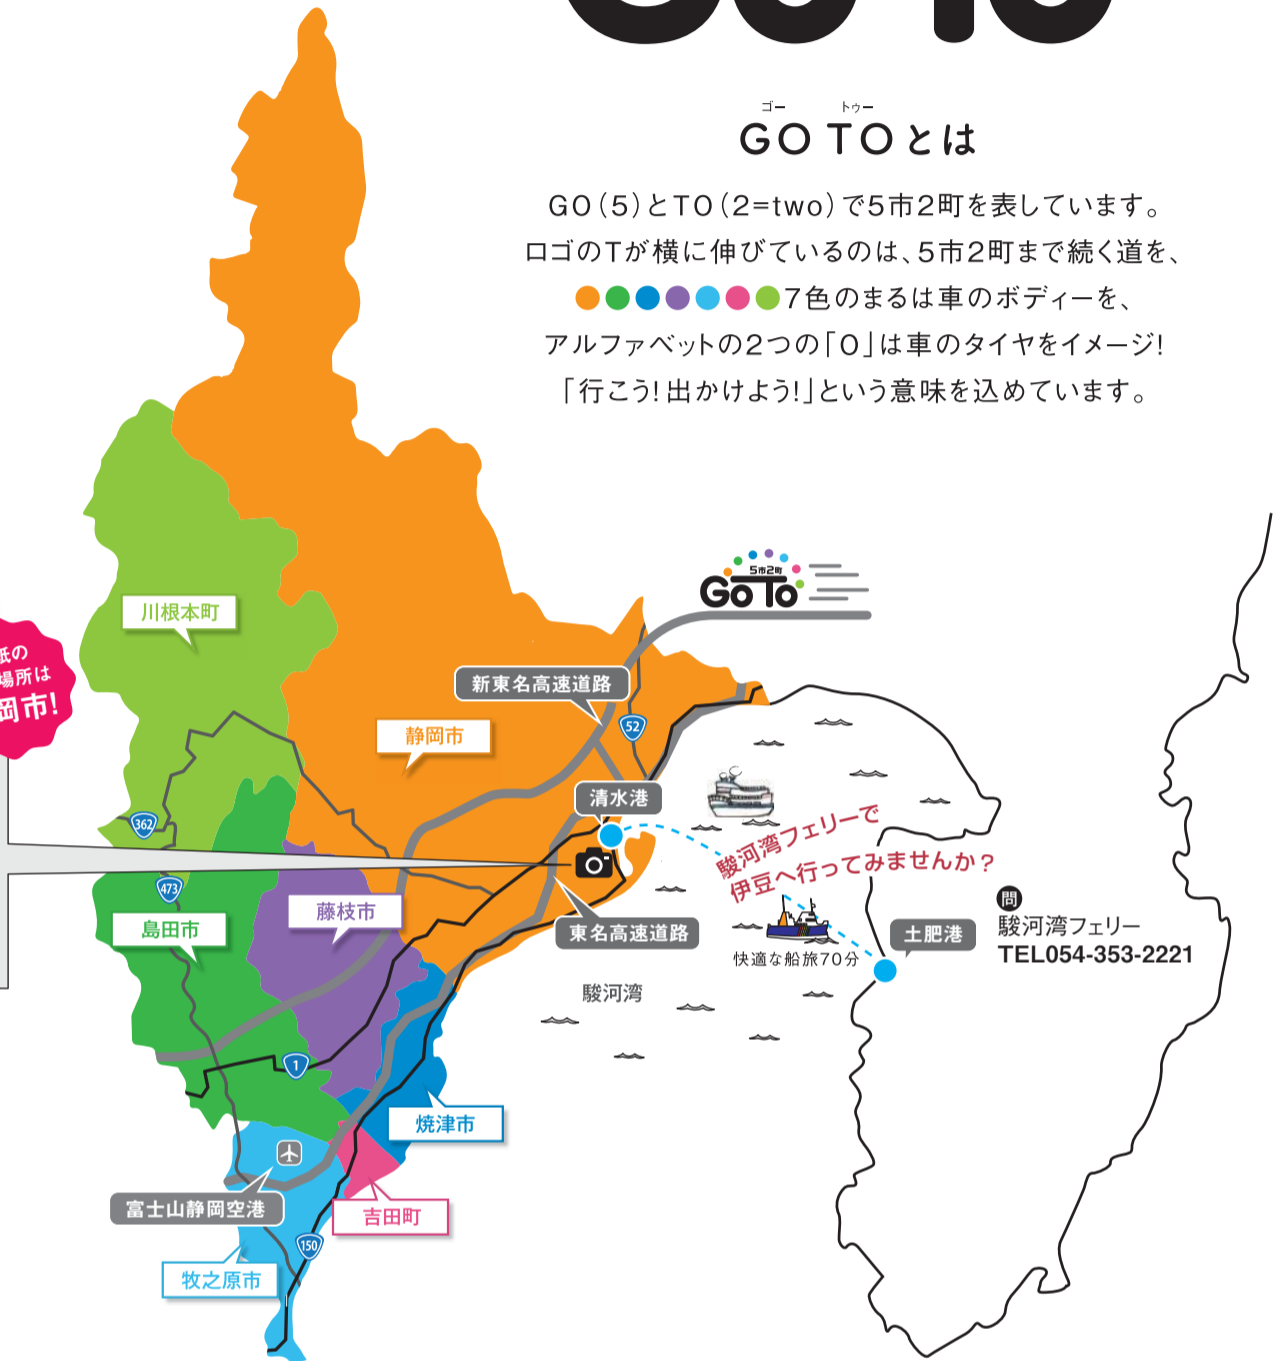 ゴー トゥー
GO TOとは
GO(5)とTO(2=two)で5市2町を表しています。
ロゴのTが横に伸びているのは、5市2町まで続く道を、
7色のまるは車のボディーを、
アルファベットの2つの「O」は車のタイヤをイメージ!
「行こう!出かけよう!」という意味を込めています。
5市2町
GoTo
川根本町
紙の
場所は
岡市!
新東名高速道路
52
静岡市
清水港
362
駿河湾フェリーで
伊豆へ行ってみませんか?
473
藤枝市
島田市
東名高速道路
問
駿河湾フェリー
TEL054-353-2221
土肥港
快適な船旅70分
駿河湾
1
焼津市
富士山静岡空港
吉田町
150
牧之原市